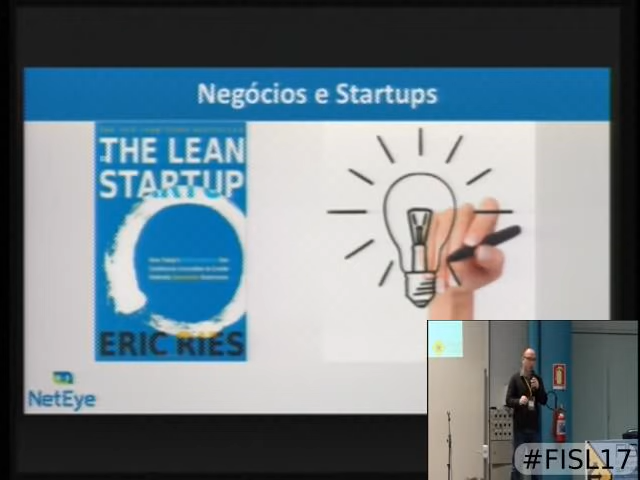 Negócios e Startups
THE LEAN
STARTUP
ERIC RIES
NetEye
#FISL17